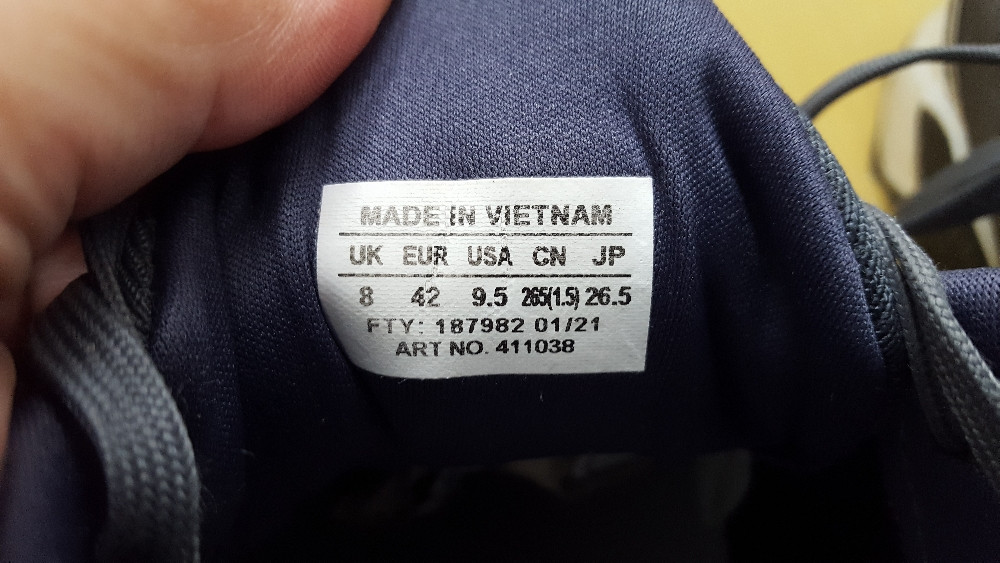 MADE IN VIETNAM
UK EUR USA CN JP
8 42 9.5 265(1.5) 26.5
FTY: 187982 01/21
ART NO. 411038